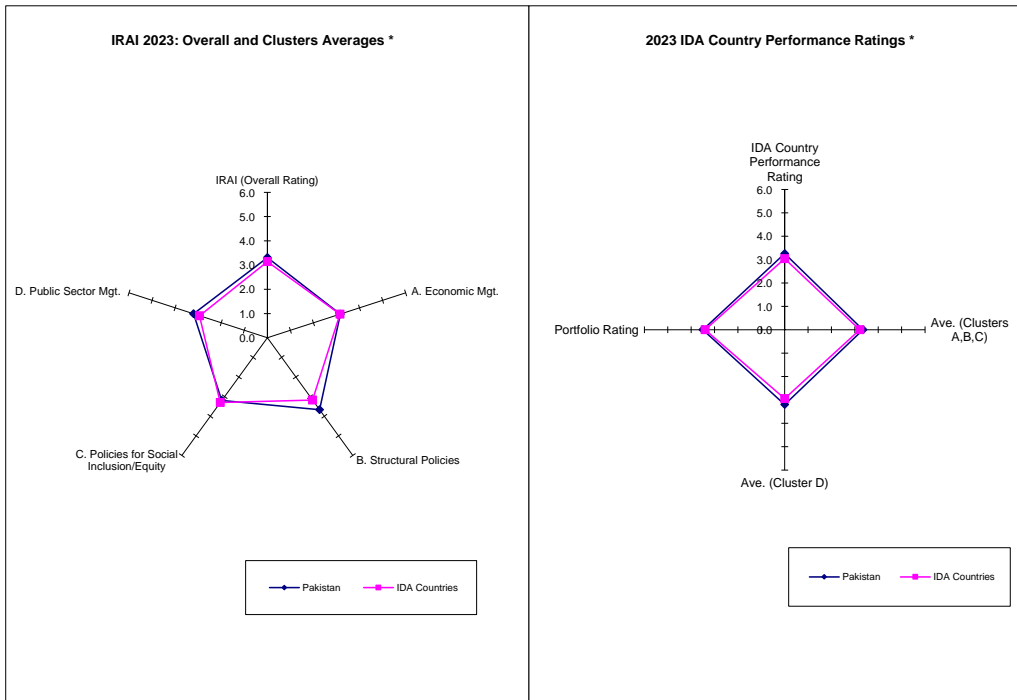 IRAI 2023: Overall and Clusters Averages *
IRAI (Overall Rating)
6.0
5.0
4.0
3.0
2.0
1.0
0.0
A. Economic Mgt.
B. Structural Policies
C. Policies for Social
Inclusion/Equity
D. Public Sector Mgt.
Pakistan
IDA Countries
2023 IDA Country Performance Ratings *
IDA Country
Performance
Rating
6.0
5.0
4.0
3.0
2.0
1.0
0.0
Ave. (Clusters
A,B,C)
Ave. (Cluster D)
Portfolio Rating
Pakistan
IDA Countries